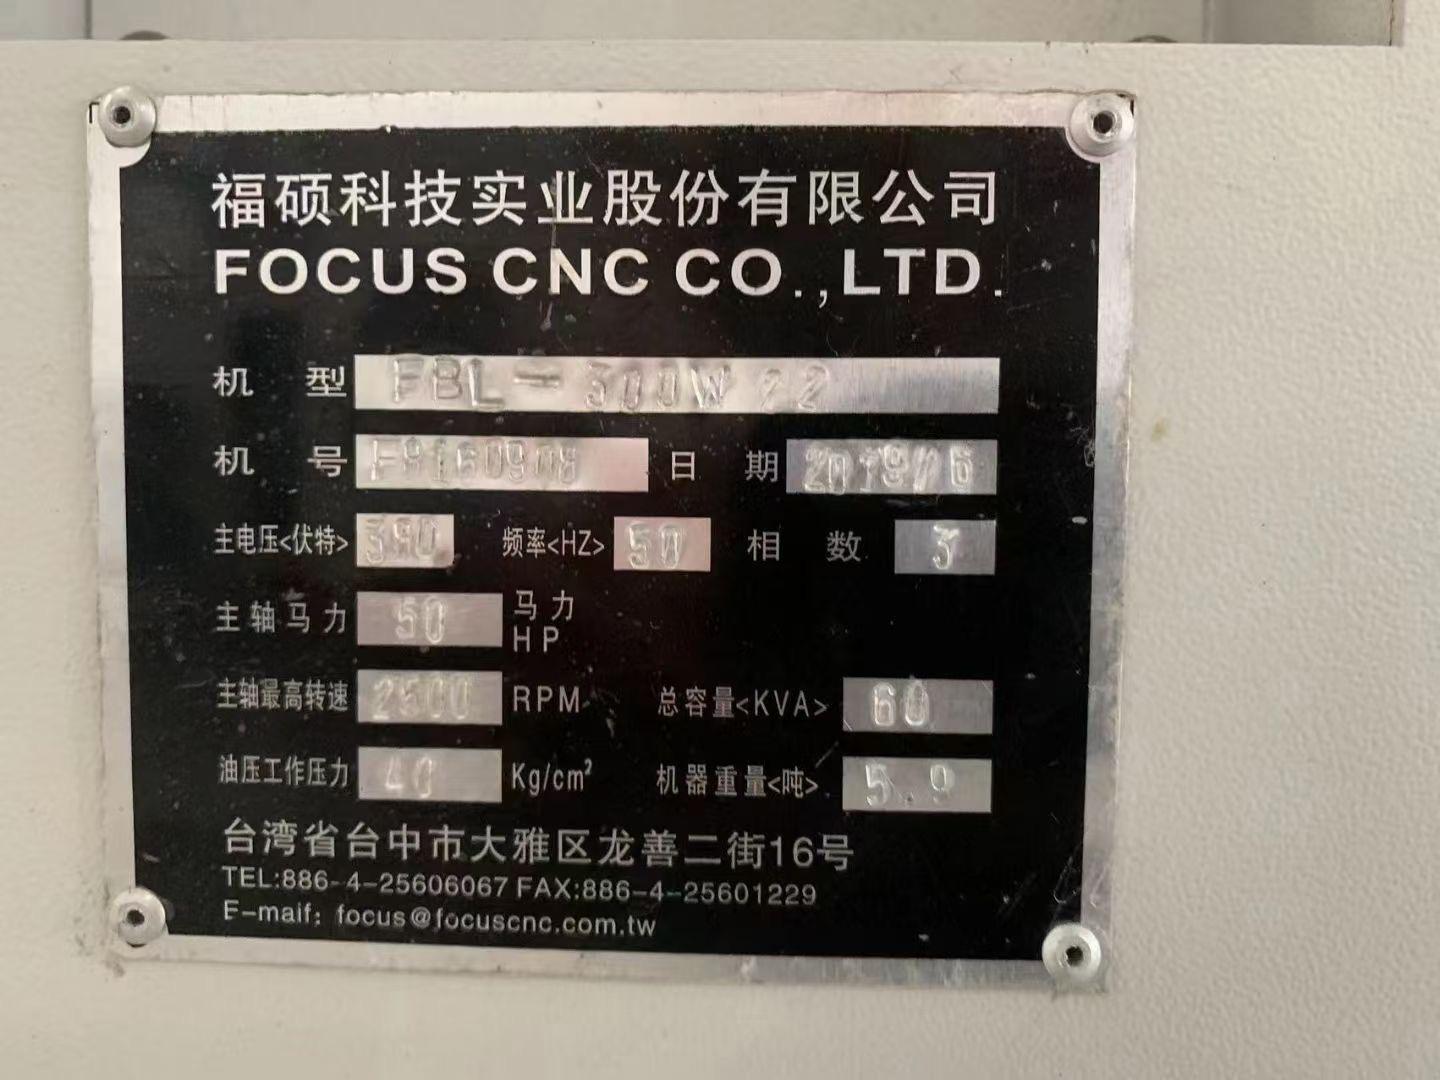 福硕科技实业股份有限公司
FOCUS CNC CO.,LTD.
机 型 FBL-300W 22
机 号 日 期
主电压<伏特> 380 频率<HZ> 50 相 数 3
主轴马力 50 马力 HP
主轴最高转速 2500 RPM 总容量<KVA> 60
油压工作压力 40 Kg/cm² 机器重量<吨> 5.9
台湾省台中市大雅区龙善二街16号
TEL:886-4-25606067 FAX:886-4-25601229
E-maif: focus@focuscnc.com.tw